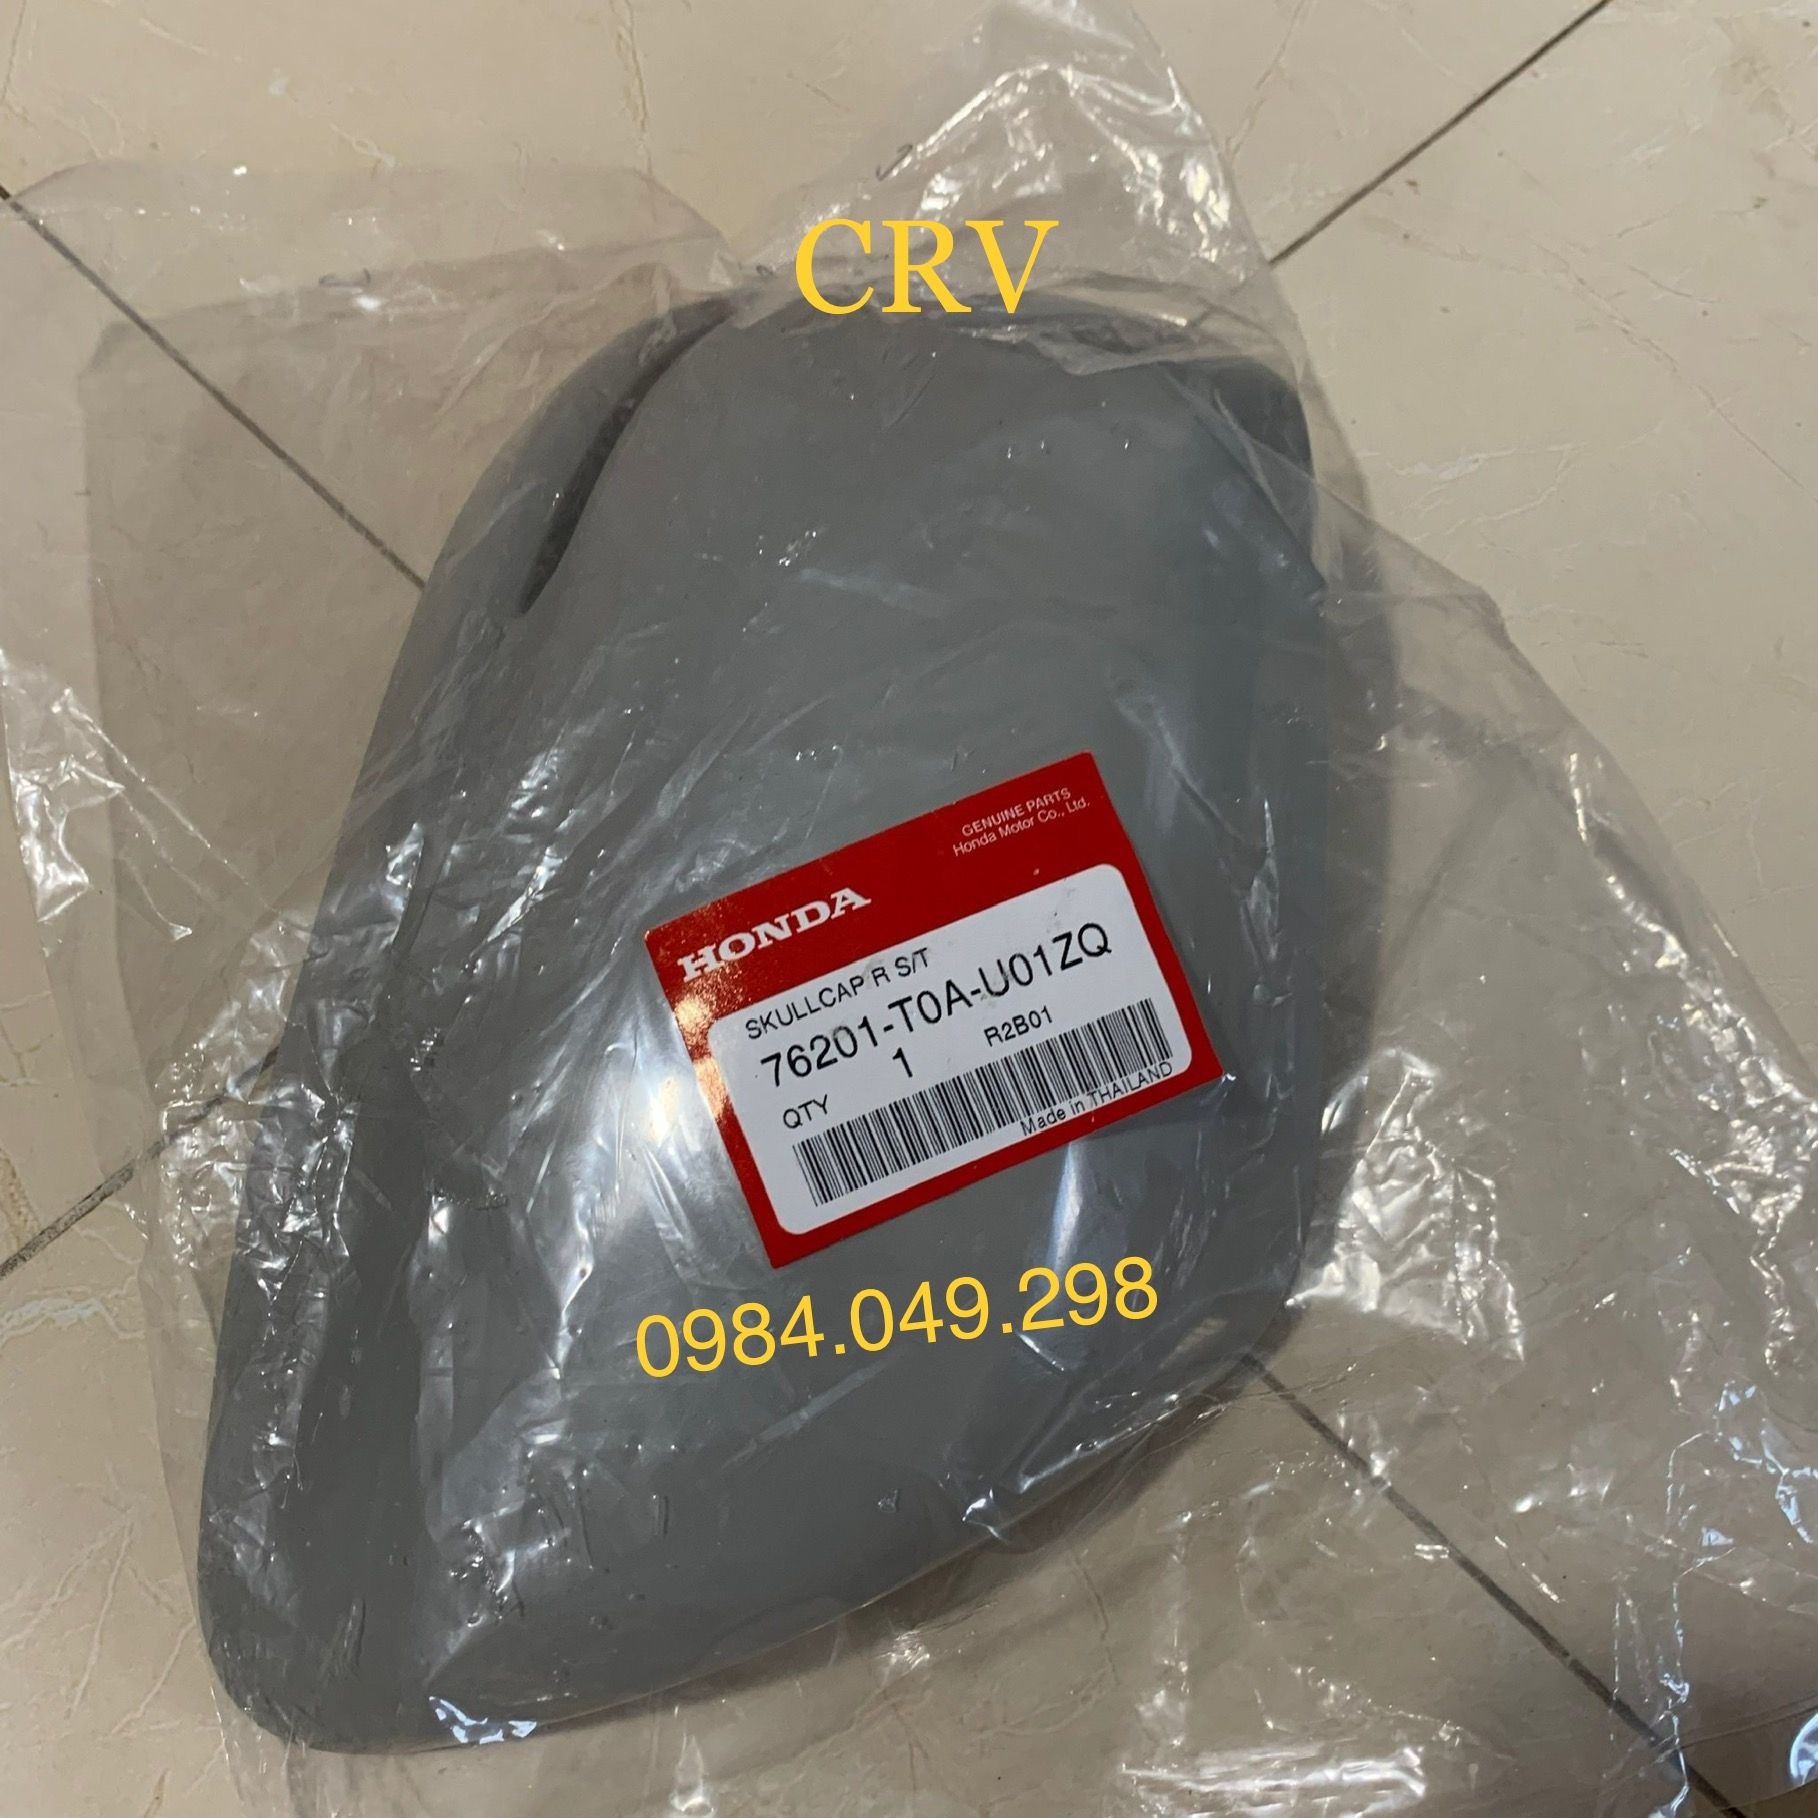 CRV
GENUINE PARTS
Honda Motor Co., Ltd.
HONDA
SKULLCAP R S/T
76201-T0A-U01ZQ
QTY 1 R2B01
Made in THAILAND
0984.049.298